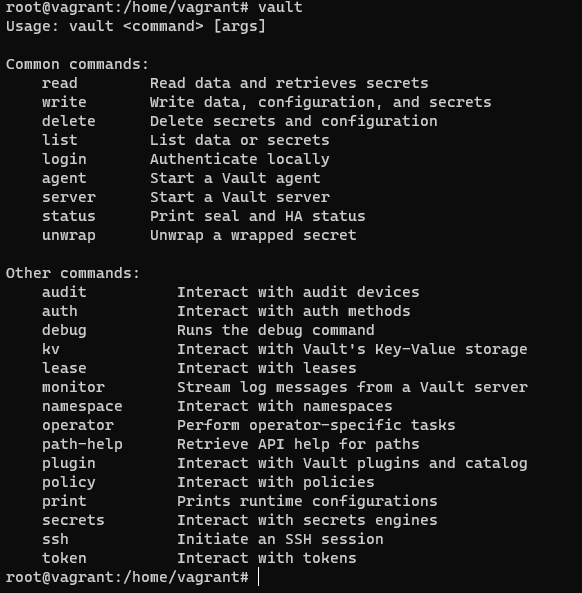 root@vagrant:/home/vagrant# vault
Usage: vault <command> [args]

Common commands:
    read        Read data and retrieves secrets
    write       Write data, configuration, and secrets
    delete      Delete secrets and configuration
    list        List data or secrets
    login       Authenticate locally
    agent       Start a Vault agent
    server      Start a Vault server
    status      Print seal and HA status
    unwrap      Unwrap a wrapped secret

Other commands:
    audit          Interact with audit devices
    auth           Interact with auth methods
    debug          Runs the debug command
    kv             Interact with Vault's Key-Value storage
    lease          Interact with leases
    monitor        Stream log messages from a Vault server
    namespace      Interact with namespaces
    operator       Perform operator-specific tasks
    path-help      Retrieve API help for paths
    plugin         Interact with Vault plugins and catalog
    policy         Interact with policies
    print          Prints runtime configurations
    secrets        Interact with secrets engines
    ssh            Initiate an SSH session
    token          Interact with tokens
root@vagrant:/home/vagrant#